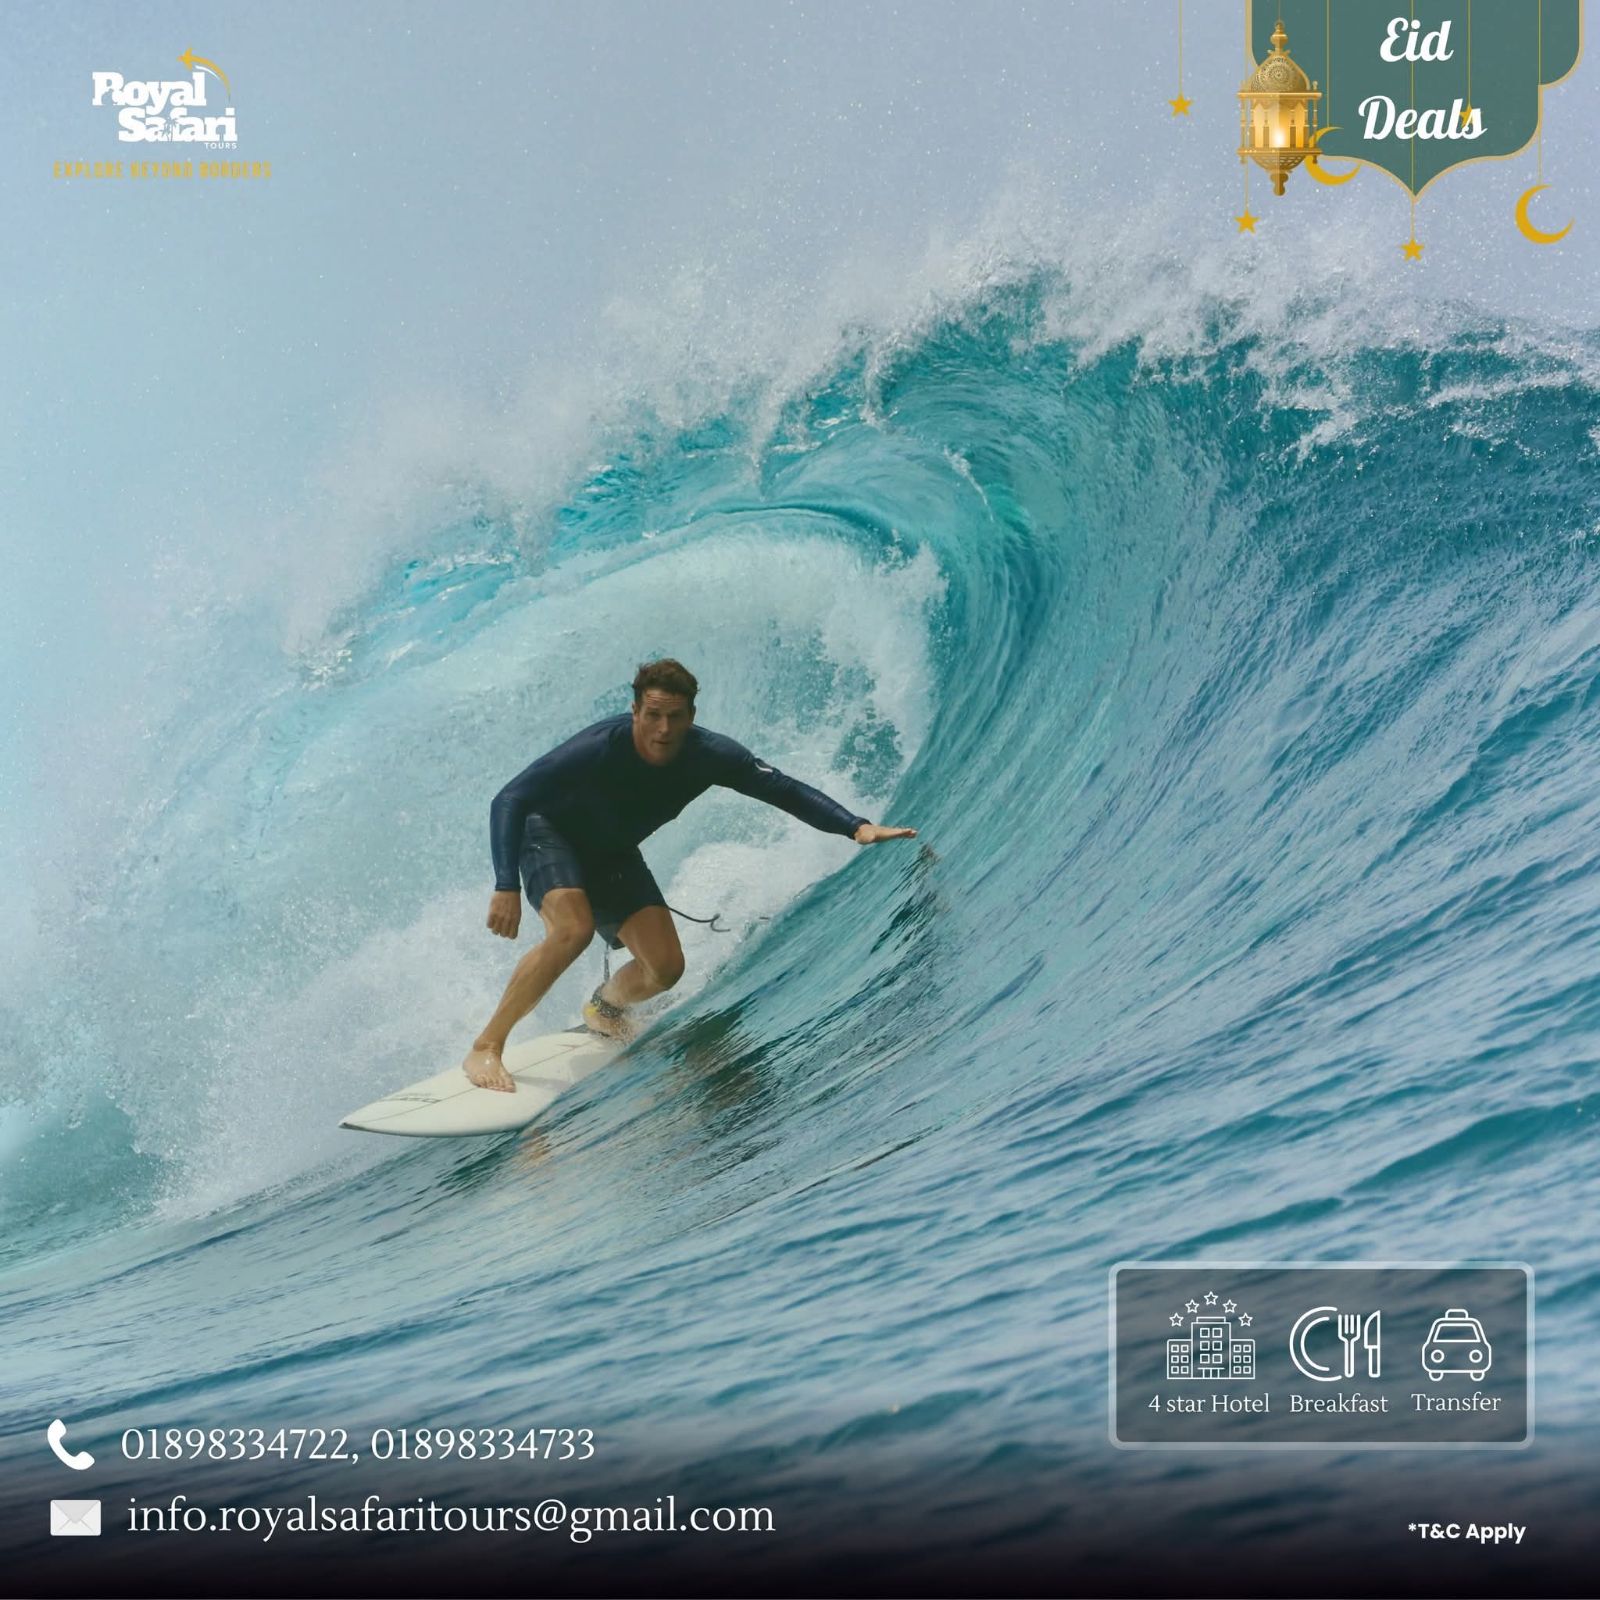 Royal
Safari
TOURS
EXPLORE BEYOND BORDERS
Eid
Deals
4 star Hotel
Breakfast
Transfer
01898334722, 01898334733
info.royalsafaritours@gmail.com
*T&C Apply